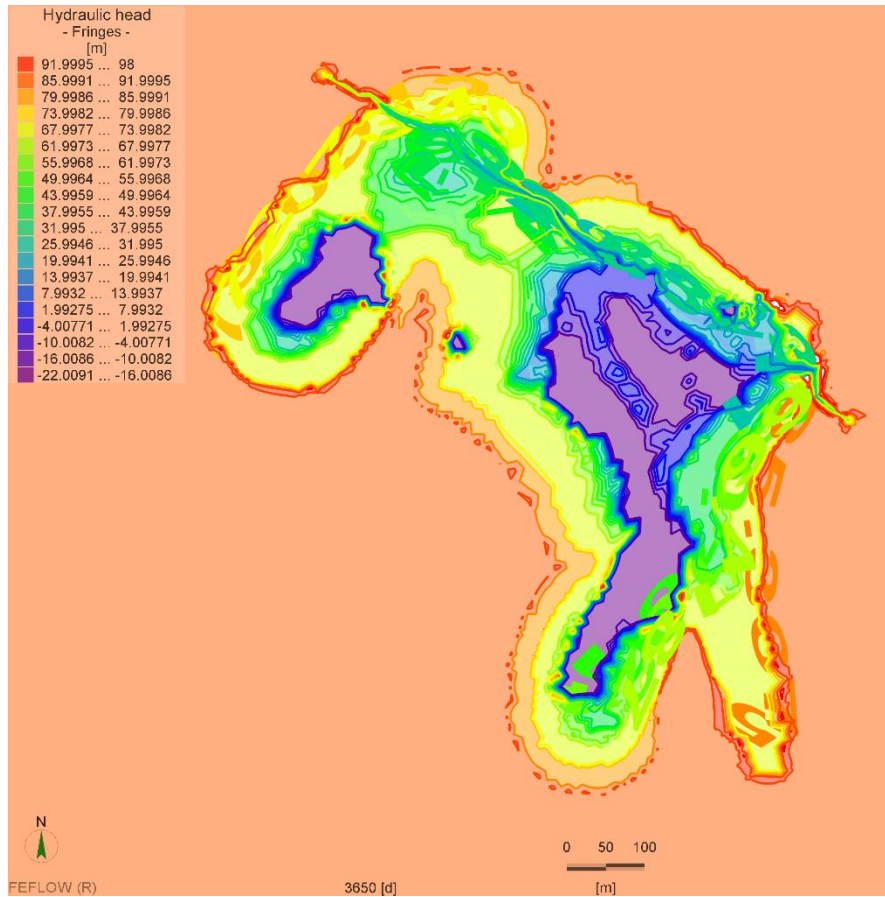 Hydraulic head
- Fringes -
[m]
91.9995 ... 98
85.9991 ... 91.9995
79.9986 ... 85.9991
73.9982 ... 79.9986
67.9977 ... 73.9982
61.9973 ... 67.9977
55.9968 ... 61.9973
49.9964 ... 55.9968
43.9959 ... 49.9964
37.9955 ... 43.9959
31.995 ... 37.9955
25.9946 ... 31.995
19.9941 ... 25.9946
13.9937 ... 19.9941
7.9932 ... 13.9937
1.99275 ... 7.9932
-4.00771 ... 1.99275
-10.0082 ... -4.00771
-16.0086 ... -10.0082
-22.0091 ... -16.0086
N
0 50 100
FEFLOW (R)
3650 [d]
[m]